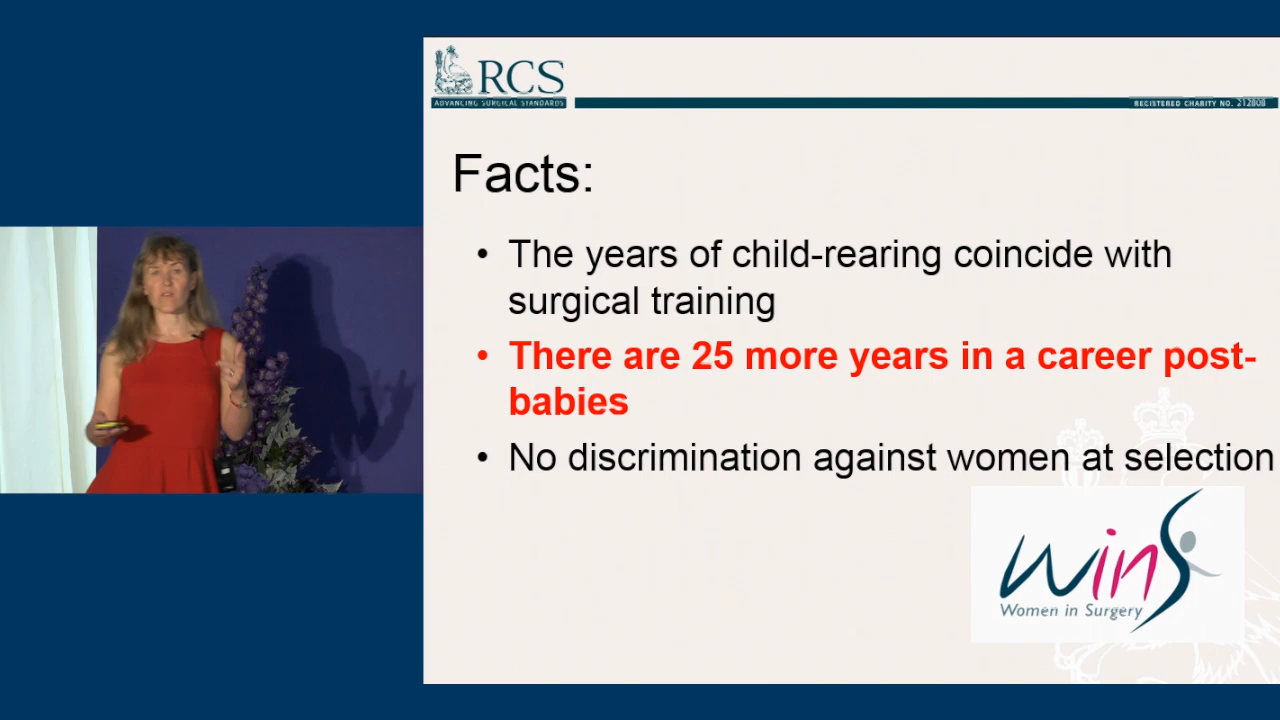 RCS
ADVANCING SURGICAL STANDARDS
REGISTERED CHARITY NO. 212808
Facts:
• The years of child-rearing coincide with
surgical training
• There are 25 more years in a career post-
babies
• No discrimination against women at selection
WinS
Women in Surgery